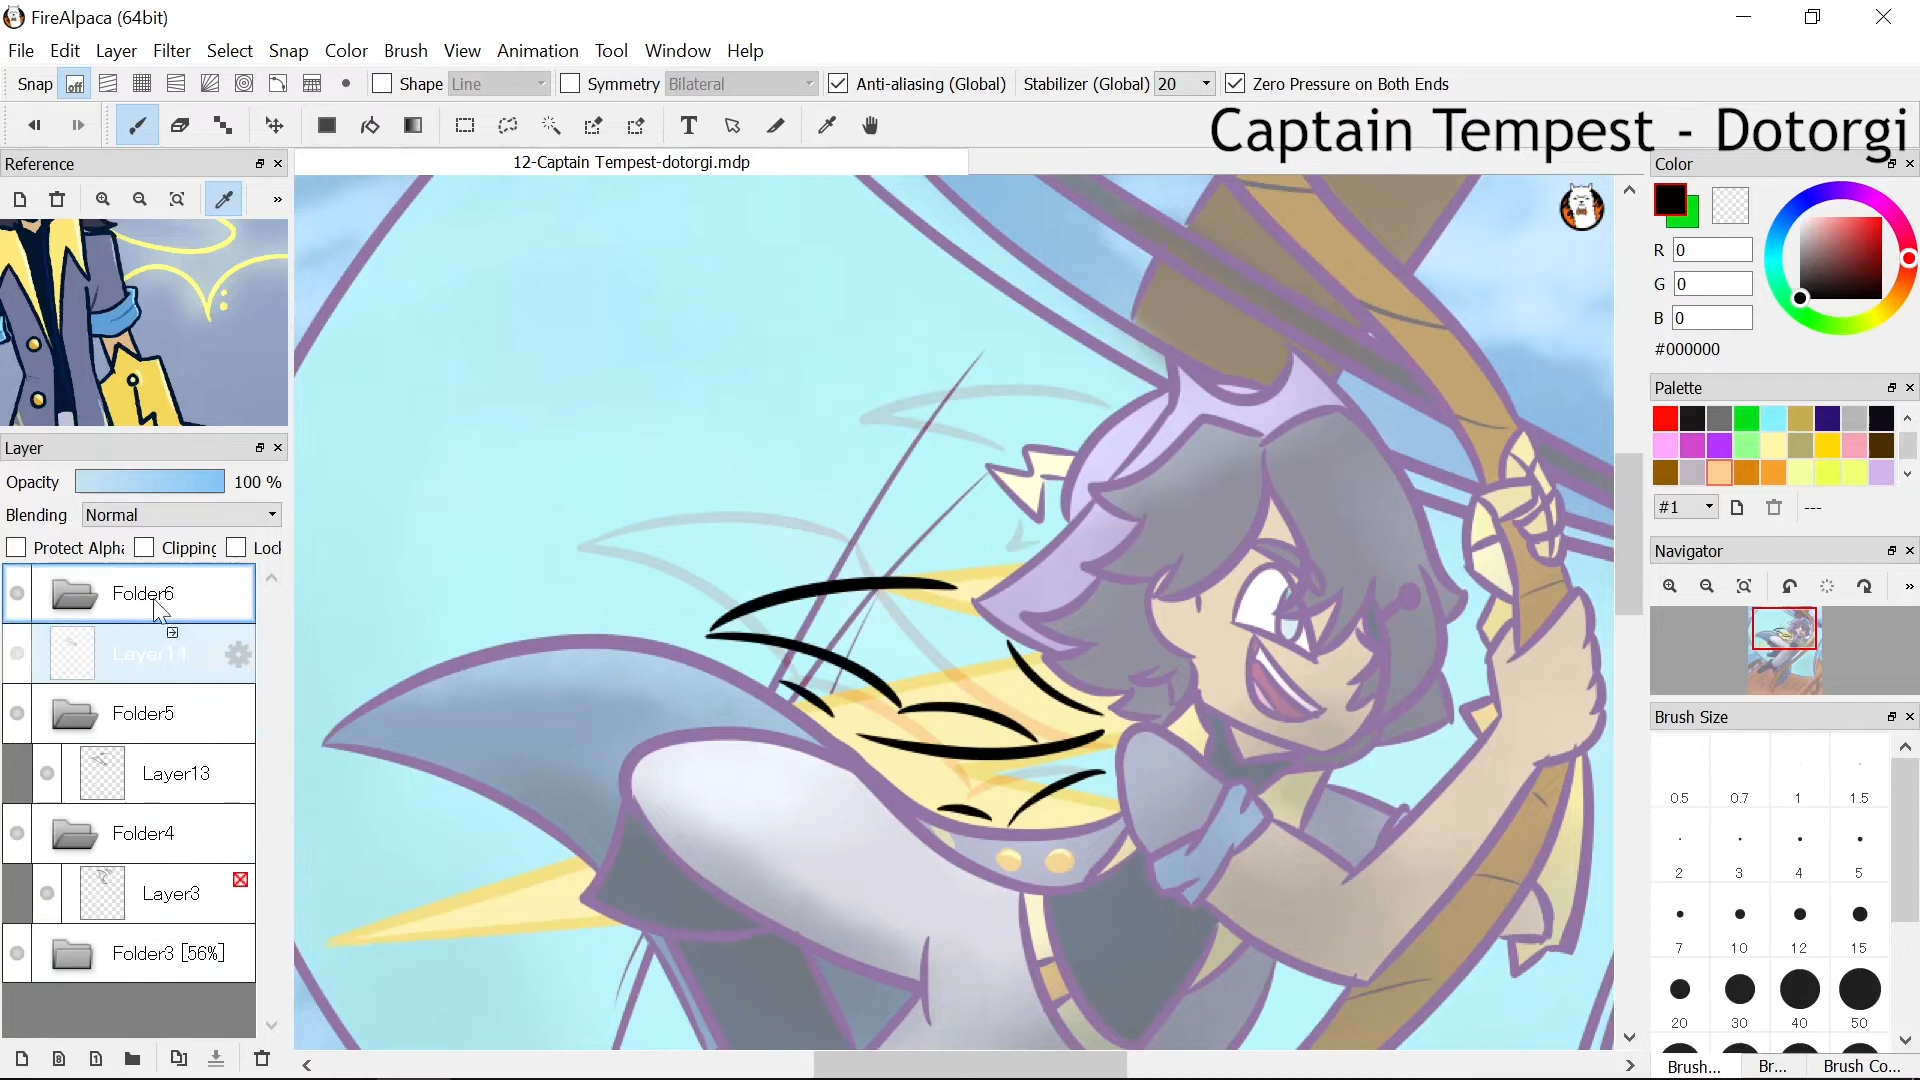 FireAlpaca (64bit)
File Edit Layer Filter Select Snap Color Brush View Animation Tool Window Help
Snap off Shape Line Symmetry Bilateral Anti-aliasing (Global) Stabilizer (Global) 20 Zero Pressure on Both Ends
T
Captain Tempest - Dotorgi
Reference
12-Captain Tempest-dotorgi.mdp
Color
R 0
G 0
B 0
#000000
Palette
#1 ---
Layer
Opacity 100 %
Blending Normal
Protect Alpha Clipping Lock
Folder6
Layer14
Folder5
Layer13
Folder4
Layer3
Folder3 [56%]
Navigator
Brush Size
0.5 0.7 1 1.5
2 3 4 5
7 10 12 15
20 30 40 50
Brush... Br... Brush Co...